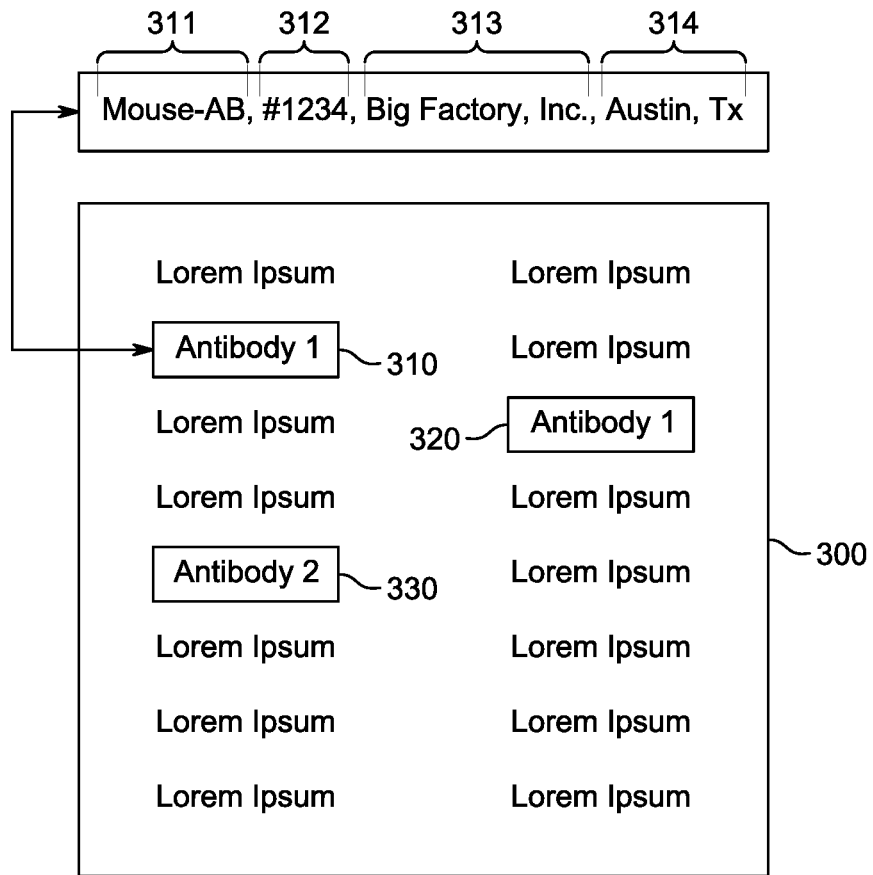 311 312 313 314
Mouse-AB, #1234, Big Factory, Inc., Austin, Tx
Lorem Ipsum Lorem Ipsum
Antibody 1 310 Lorem Ipsum
Lorem Ipsum 320 Antibody 1
Lorem Ipsum Lorem Ipsum
Antibody 2 330 Lorem Ipsum 300
Lorem Ipsum Lorem Ipsum
Lorem Ipsum Lorem Ipsum
Lorem Ipsum Lorem Ipsum